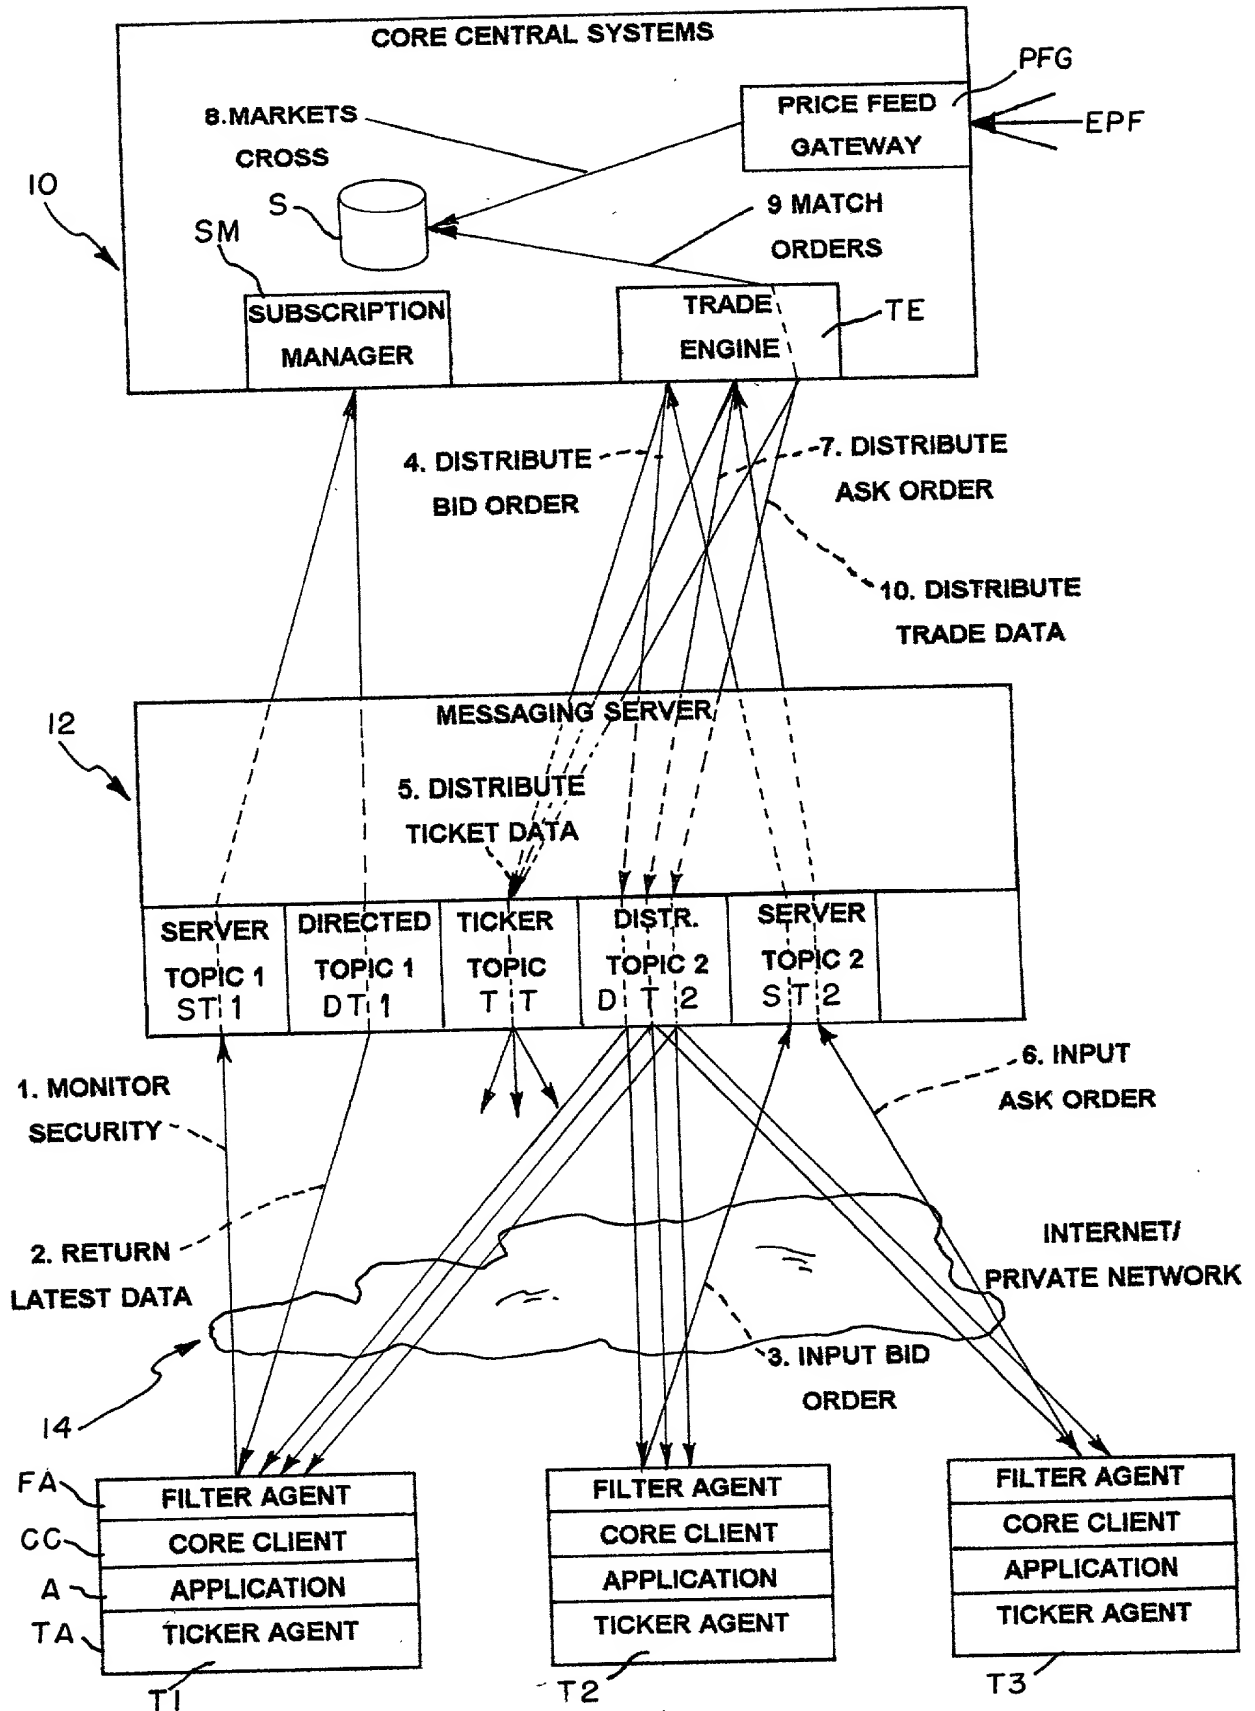 CORE CENTRAL SYSTEMS
PFG
PRICE FEED
GATEWAY
EPF
8.MARKETS
CROSS
10
S
9 MATCH
ORDERS
SM
SUBSCRIPTION
MANAGER
TRADE
ENGINE
TE
4. DISTRIBUTE
BID ORDER
7. DISTRIBUTE
ASK ORDER
10. DISTRIBUTE
TRADE DATA
12
MESSAGING SERVER
5. DISTRIBUTE
TICKET DATA
SERVER
TOPIC 1
ST1
DIRECTED
TOPIC 1
DT1
TICKER
TOPIC
T T
DISTR.
TOPIC 2
D T 2
SERVER
TOPIC 2
ST2
1. MONITOR
SECURITY
6. INPUT
ASK ORDER
2. RETURN
LATEST DATA
INTERNET/
PRIVATE NETWORK
3. INPUT BID
ORDER
14
FA
FILTER AGENT
CC
CORE CLIENT
A
APPLICATION
TA
TICKER AGENT
T1
FILTER AGENT
CORE CLIENT
APPLICATION
TICKER AGENT
T2
FILTER AGENT
CORE CLIENT
APPLICATION
TICKER AGENT
T3